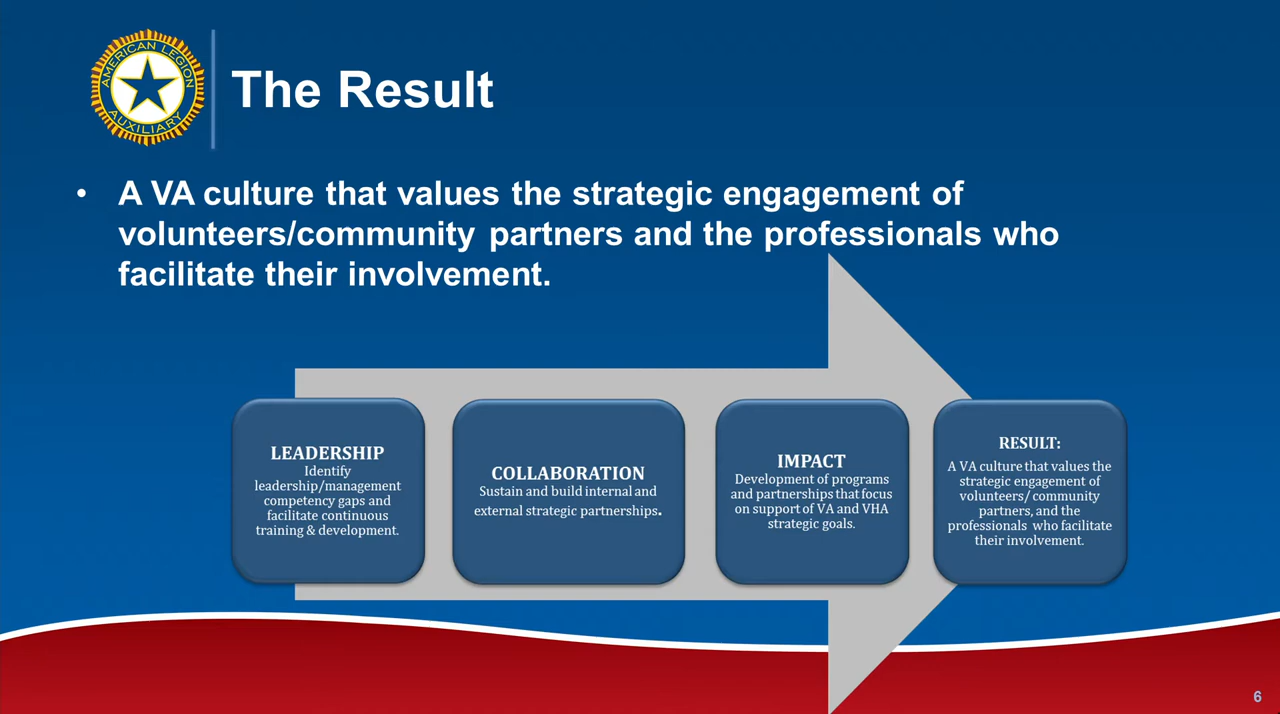 AMERICAN LEGION
AUXILIARY
The Result
• A VA culture that values the strategic engagement of
volunteers/community partners and the professionals who
facilitate their involvement.
LEADERSHIP
Identify
leadership/management
competency gaps and
facilitate continuous
training & development.
COLLABORATION
Sustain and build internal and
external strategic partnerships.
IMPACT
Development of programs
and partnerships that focus
on support of VA and VHA
strategic goals.
RESULT:
A VA culture that values the
strategic engagement of
volunteers/ community
partners, and the
professionals who facilitate
their involvement.
6